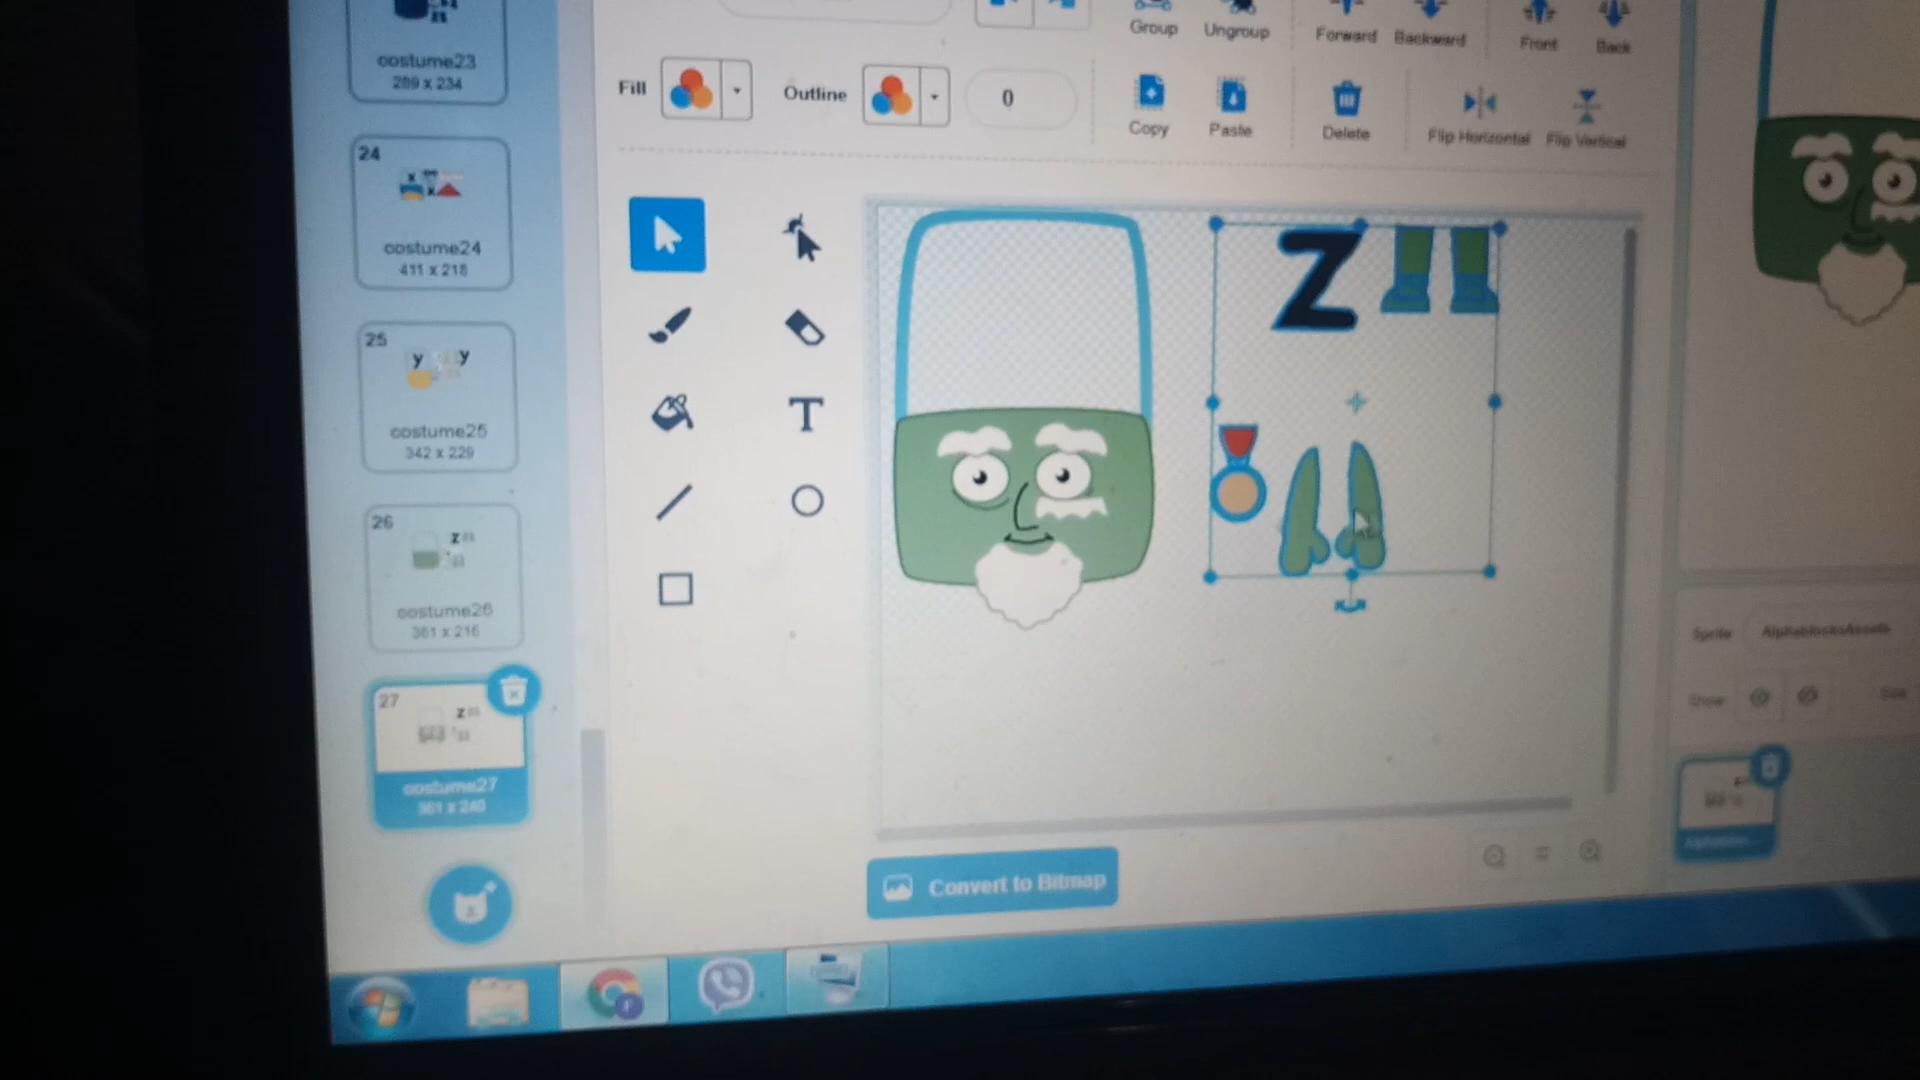 costume23
289 x 234
24
costume24
411 x 218
25
y
y
costume25
342 x 229
26
Z
costume26
361 x 216
27
Z
costume27
361 x 240
Group
Ungroup
Forward
Backward
Front
Back
Fill
Outline
0
Copy
Paste
Delete
Flip Horizontal
Flip Vertical
T
Z
Convert to Bitmap
Sprite
AlphablocksAssets
Show
Size